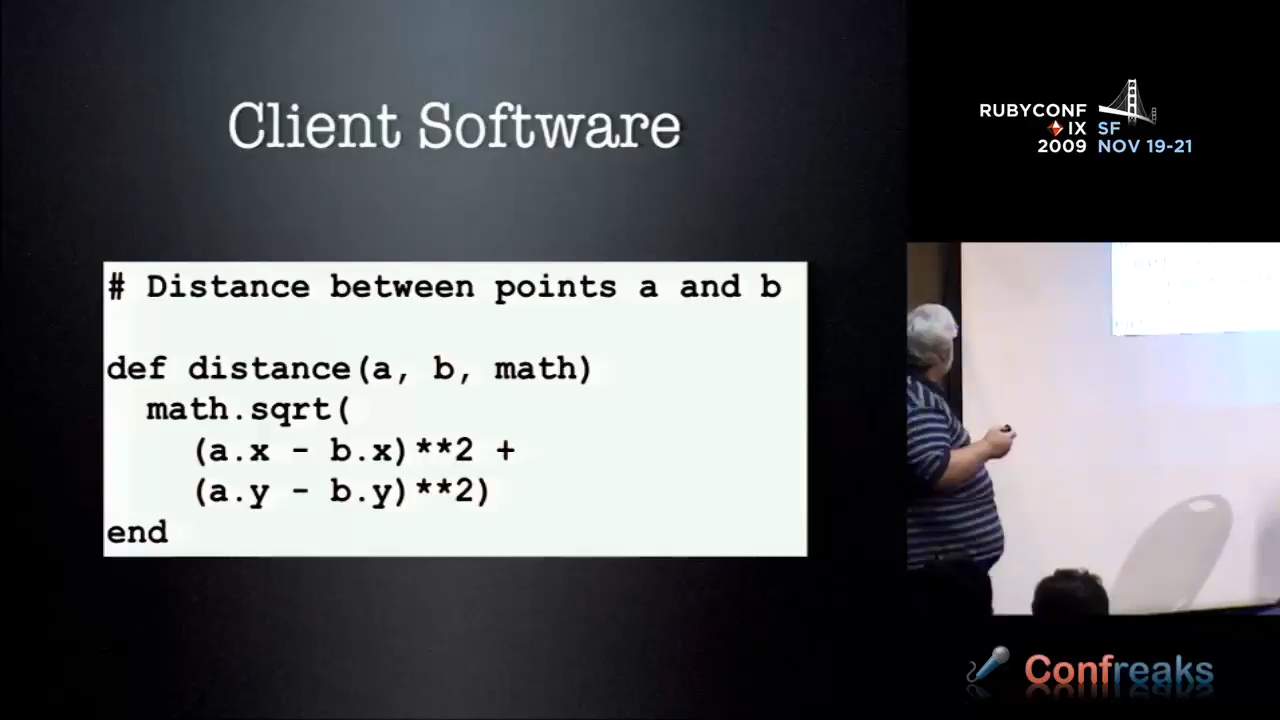 Client Software
# Distance between points a and b
def distance(a, b, math)
  math.sqrt(
    (a.x - b.x)**2 +
    (a.y - b.y)**2)
end
RUBYCONF
IX SF
2009 NOV 19-21
Confreaks